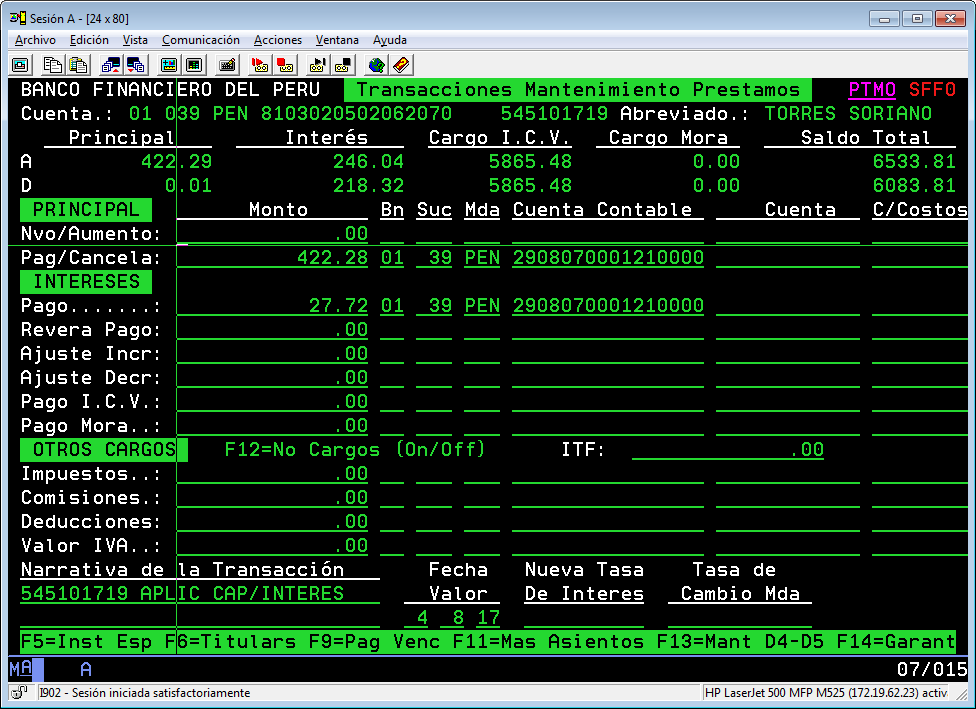 Sesión A - [24 x 80]
Archivo Edición Vista Comunicación Acciones Ventana Ayuda
BANCO FINANCIERO DEL PERU Transacciones Mantenimiento Prestamos PTMO SFF0
Cuenta.: 01 039 PEN 8103020502062070 545101719 Abreviado.: TORRES SORIANO
Principal Interés Cargo I.C.V. Cargo Mora Saldo Total
A 422.29 246.04 5865.48 0.00 6533.81
D 0.01 218.32 5865.48 0.00 6083.81
PRINCIPAL Monto Bn Suc Mda Cuenta Contable Cuenta C/Costos
Nvo/Aumento: .00
Pag/Cancela: 422.28 01 39 PEN 2908070001210000
INTERESES
Pago.......: 27.72 01 39 PEN 2908070001210000
Revera Pago: .00
Ajuste Incr: .00
Ajuste Decr: .00
Pago I.C.V.: .00
Pago Mora..: .00
OTROS CARGOS F12=No Cargos (On/Off) ITF: .00
Impuestos..: .00
Comisiones.: .00
Deducciones: .00
Valor IVA..: .00
Narrativa de la Transacción Fecha Nueva Tasa Tasa de
545101719 APLIC CAP/INTERES Valor De Interes Cambio Mda
4 8 17
F5=Inst Esp F6=Titulars F9=Pag Venc F11=Mas Asientos F13=Mant D4-D5 F14=Garant
MA A 07/015
I902 - Sesión iniciada satisfactoriamente HP LaserJet 500 MFP M525 (172.19.62.23) activ